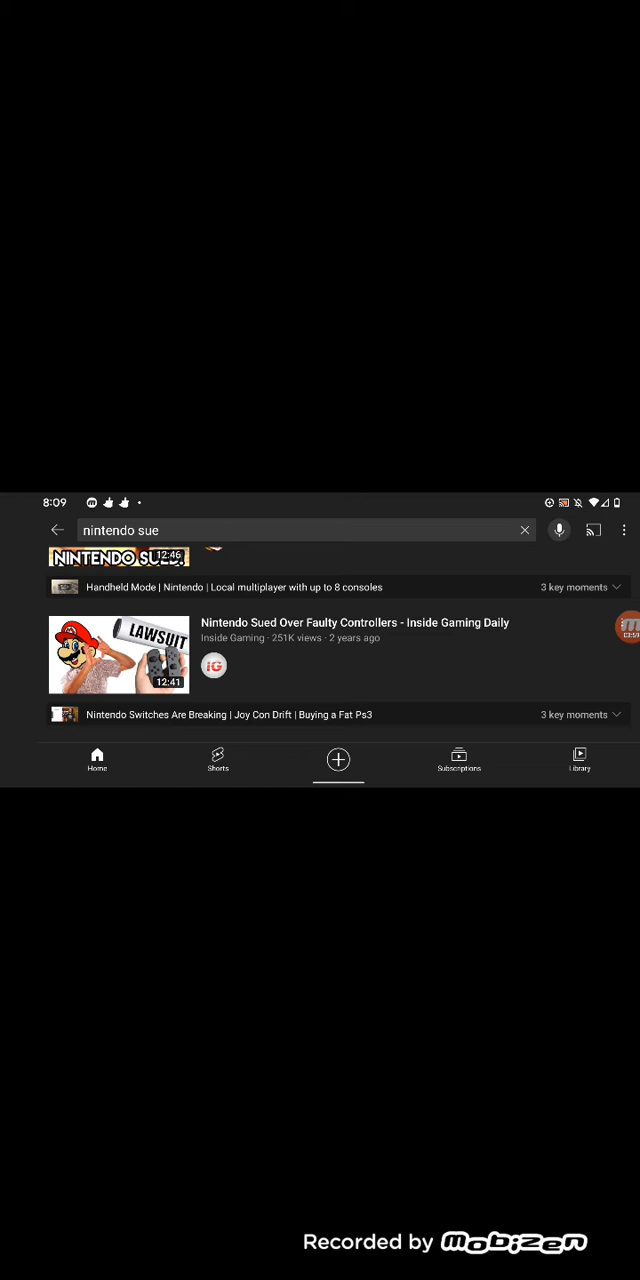 8:09
nintendo sue
NINTENDO SUED!
12:46
Handheld Mode | Nintendo | Local multiplayer with up to 8 consoles
3 key moments
LAWSUIT
12:41
Nintendo Sued Over Faulty Controllers - Inside Gaming Daily
Inside Gaming · 251K views · 2 years ago
iG
03:59
Nintendo Switches Are Breaking | Joy Con Drift | Buying a Fat Ps3
3 key moments
Home
Shorts
Subscriptions
Library
Recorded by mobizen